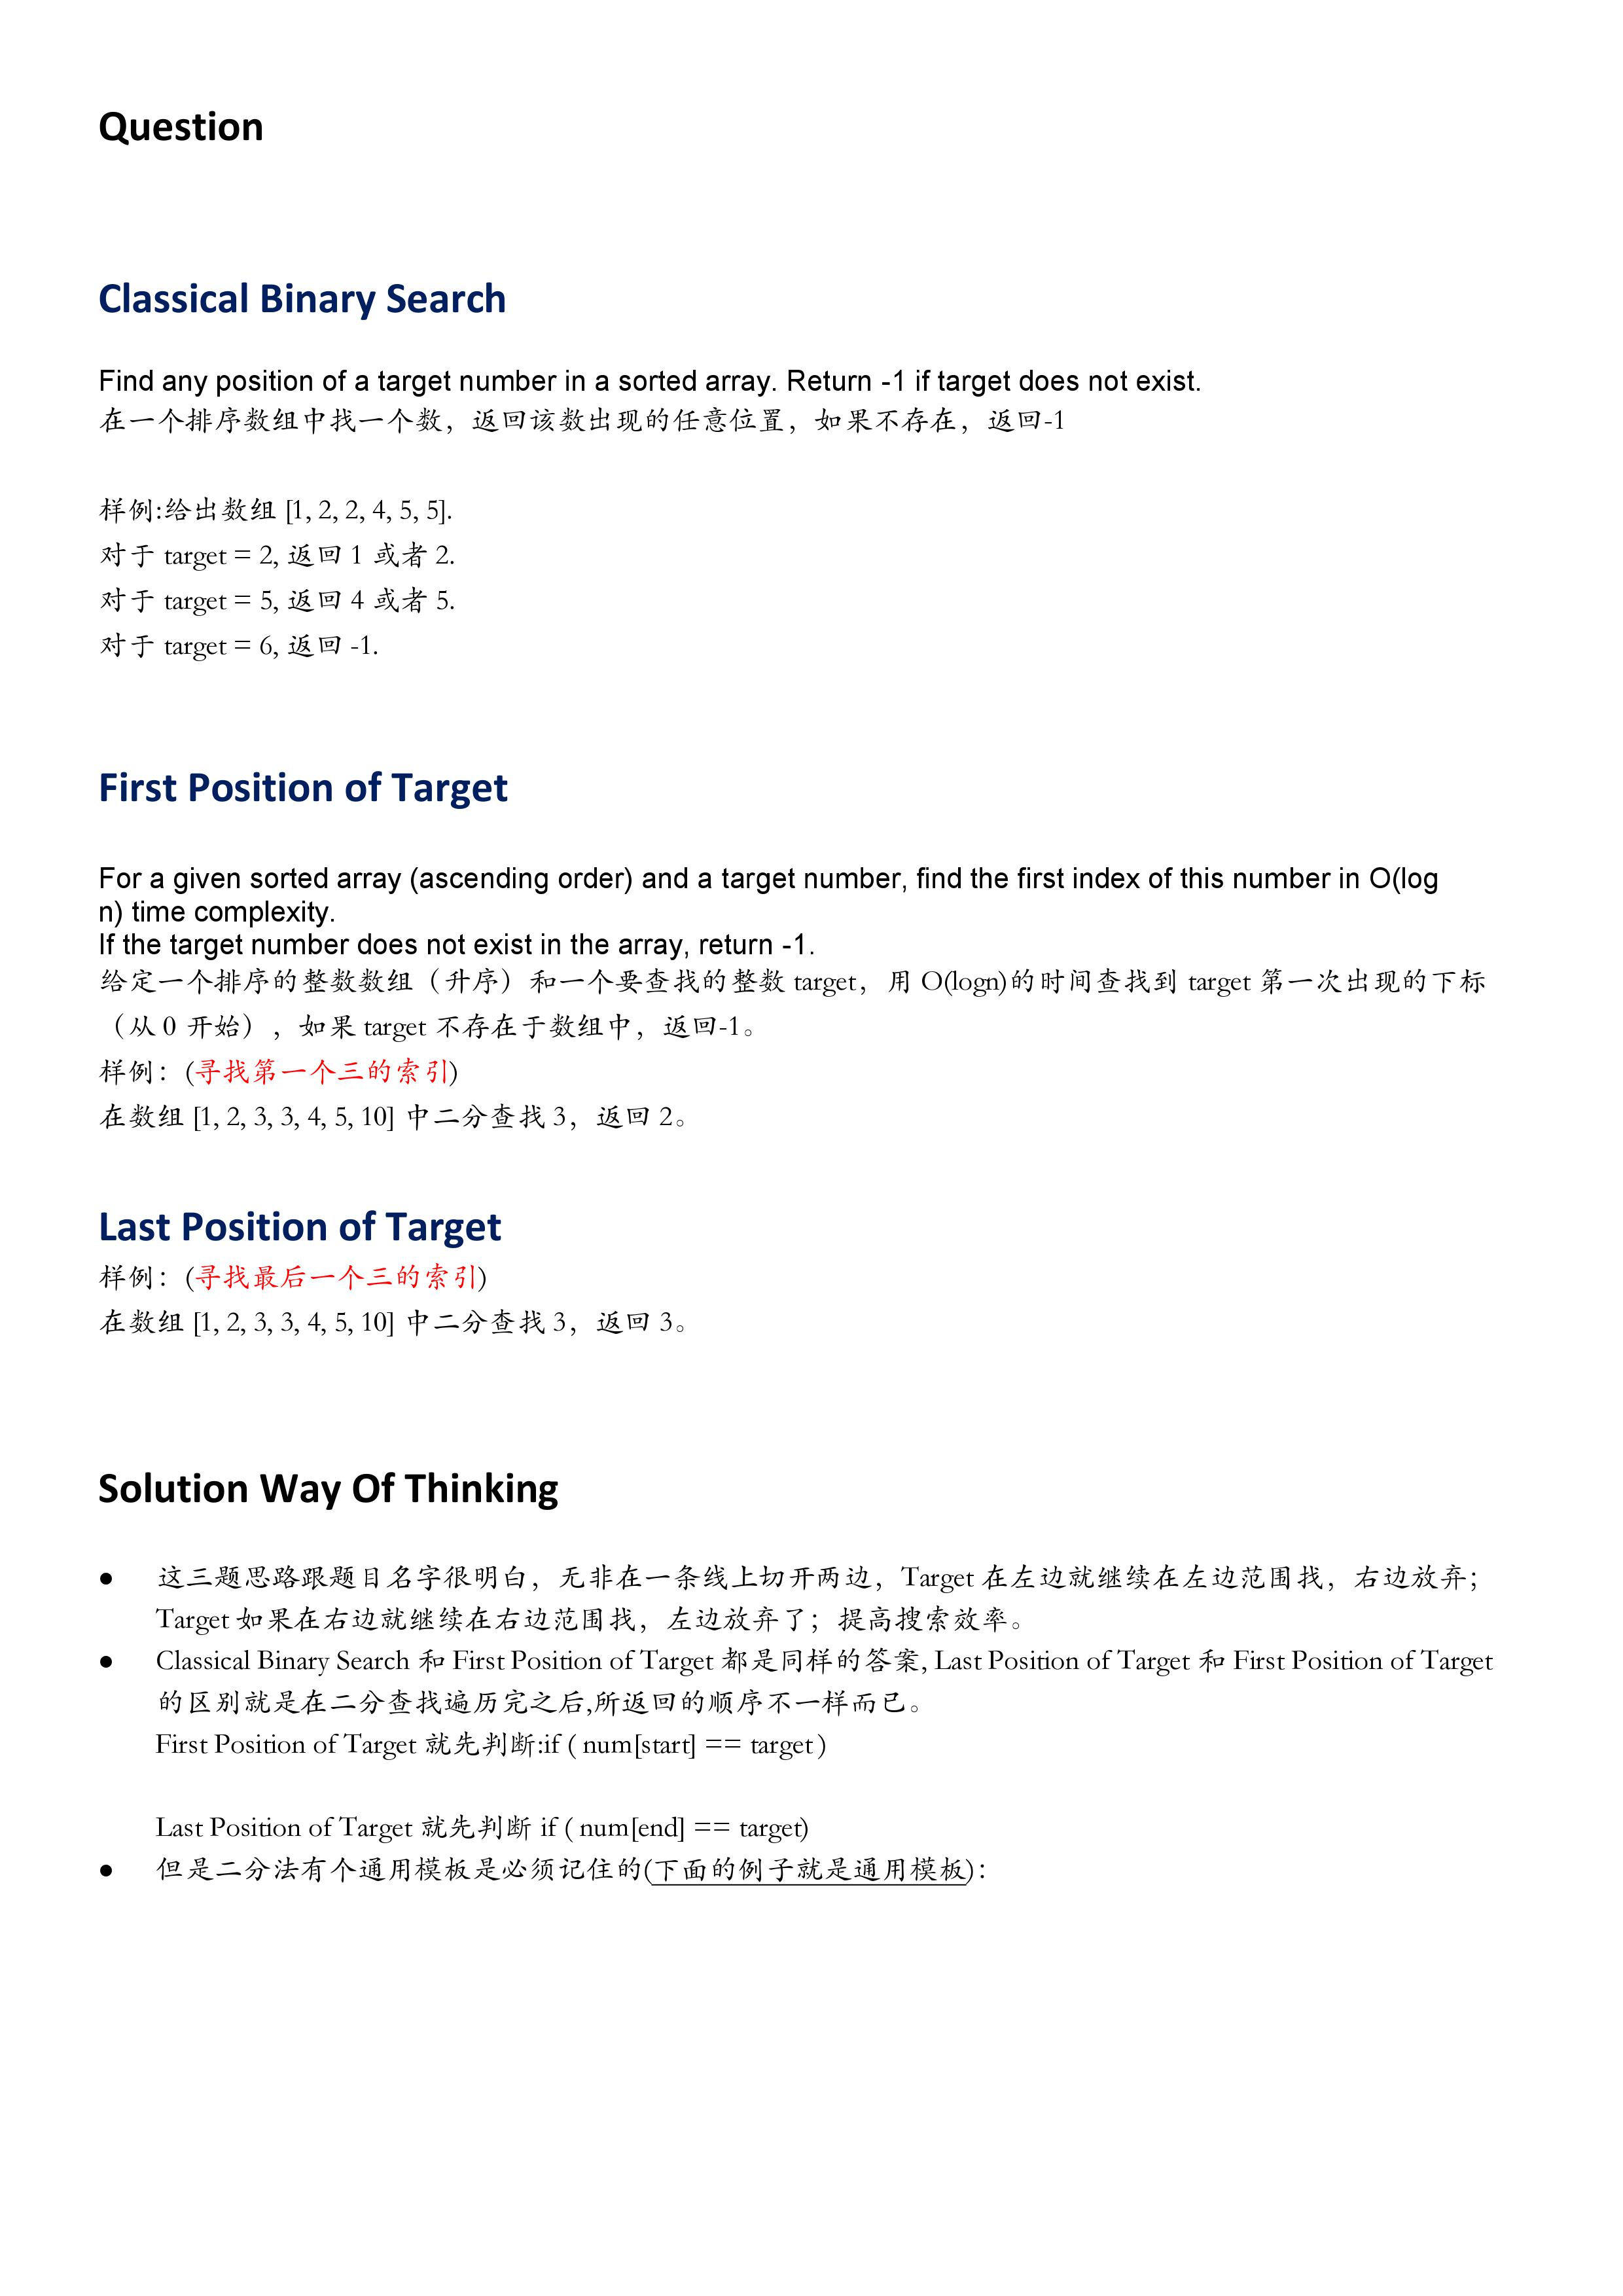 Question
Classical Binary Search
Find any position of a target number in a sorted array. Return -1 if target does not exist.
在一个排序数组中找一个数，返回该数出现的任意位置，如果不存在，返回-1
样例:给出数组 [1, 2, 2, 4, 5, 5].
对于 target = 2, 返回 1 或者 2.
对于 target = 5, 返回 4 或者 5.
对于 target = 6, 返回 -1.
First Position of Target
For a given sorted array (ascending order) and a target number, find the first index of this number in O(log
n) time complexity.
If the target number does not exist in the array, return -1.
给定一个排序的整数数组（升序）和一个要查找的整数 target，用 O(logn)的时间查找到 target 第一次出现的下标
（从 0 开始），如果 target 不存在于数组中，返回-1。
样例：(寻找第一个三的索引)
在数组 [1, 2, 3, 3, 4, 5, 10] 中二分查找 3，返回 2。
Last Position of Target
样例：(寻找最后一个三的索引)
在数组 [1, 2, 3, 3, 4, 5, 10] 中二分查找 3，返回 3。
Solution Way Of Thinking
● 这三题思路跟题目名字很明白，无非在一条线上切开两边，Target 在左边就继续在左边范围找，右边放弃；
Target 如果在右边就继续在右边范围找，左边放弃了；提高搜索效率。
● Classical Binary Search 和 First Position of Target 都是同样的答案, Last Position of Target 和 First Position of Target
的区别就是在二分查找遍历完之后,所返回的顺序不一样而已。
First Position of Target 就先判断:if ( num[start] == target )
Last Position of Target 就先判断 if ( num[end] == target)
● 但是二分法有个通用模板是必须记住的(下面的例子就是通用模板)：